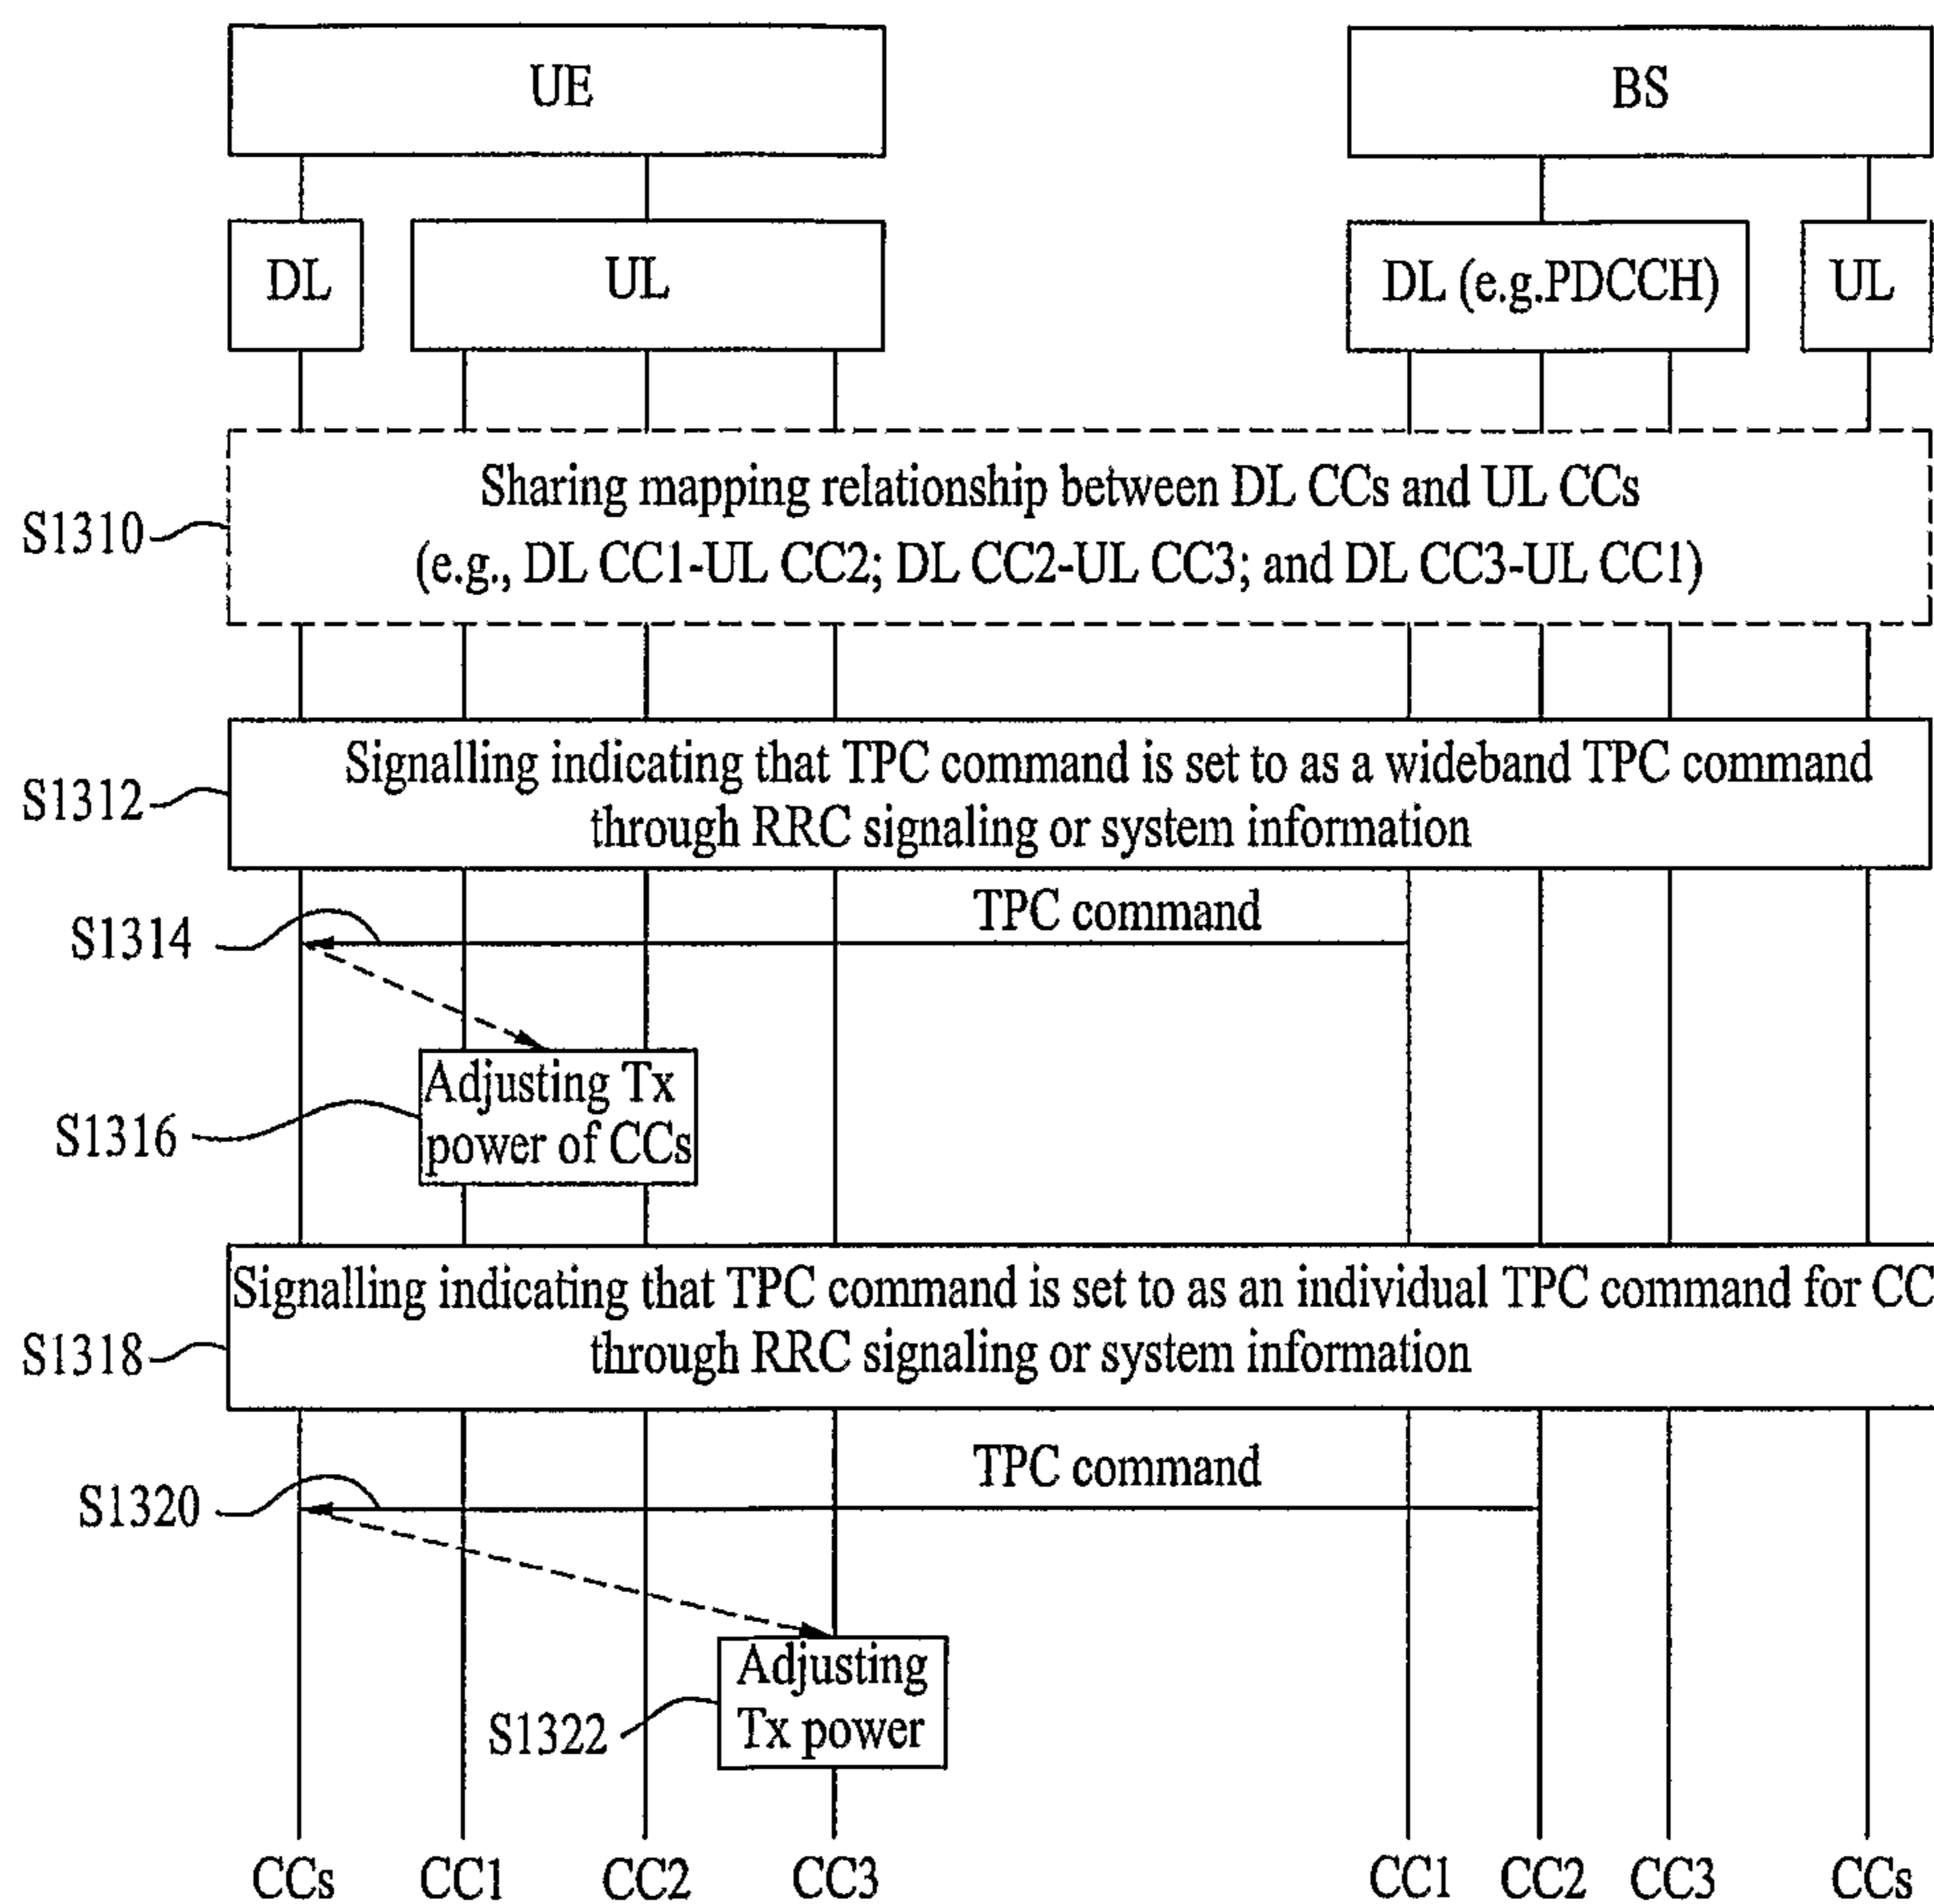 UE
BS
DL
UL
DL (e.g.PDCCH)
UL
Sharing mapping relationship between DL CCs and UL CCs
(e.g., DL CC1-UL CC2; DL CC2-UL CC3; and DL CC3-UL CC1)
S1310
Signalling indicating that TPC command is set to as a wideband TPC command
through RRC signaling or system information
S1312
TPC command
S1314
Adjusting Tx
power of CCs
S1316
Signalling indicating that TPC command is set to as an individual TPC command for CC
through RRC signaling or system information
S1318
TPC command
S1320
Adjusting
Tx power
S1322
CCs
CC1
CC2
CC3
CC1
CC2
CC3
CCs